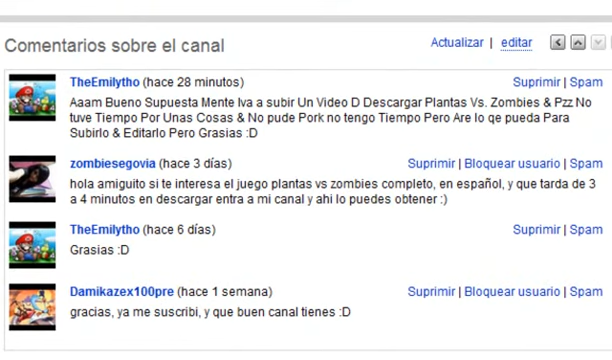 Comentarios sobre el canal
Actualizar | editar
TheEmilytho (hace 28 minutos) Suprimir | Spam
Aaam Bueno Supuesta Mente Iva a subir Un Video D Descargar Plantas Vs. Zombies & Pzz No
tuve Tiempo Por Unas Cosas & No pude Pork no tengo Tiempo Pero Are lo qe pueda Para
Subirlo & Editarlo Pero Grasias :D
zombiesegovia (hace 3 días) Suprimir | Bloquear usuario | Spam
hola amiguito si te interesa el juego plantas vs zombies completo, en español, y que tarda de 3
a 4 minutos en descargar entra a mi canal y ahi lo puedes obtener :)
TheEmilytho (hace 6 días) Suprimir | Spam
Grasias :D
Damikazex100pre (hace 1 semana) Suprimir | Bloquear usuario | Spam
gracias, ya me suscribi, y que buen canal tienes :D